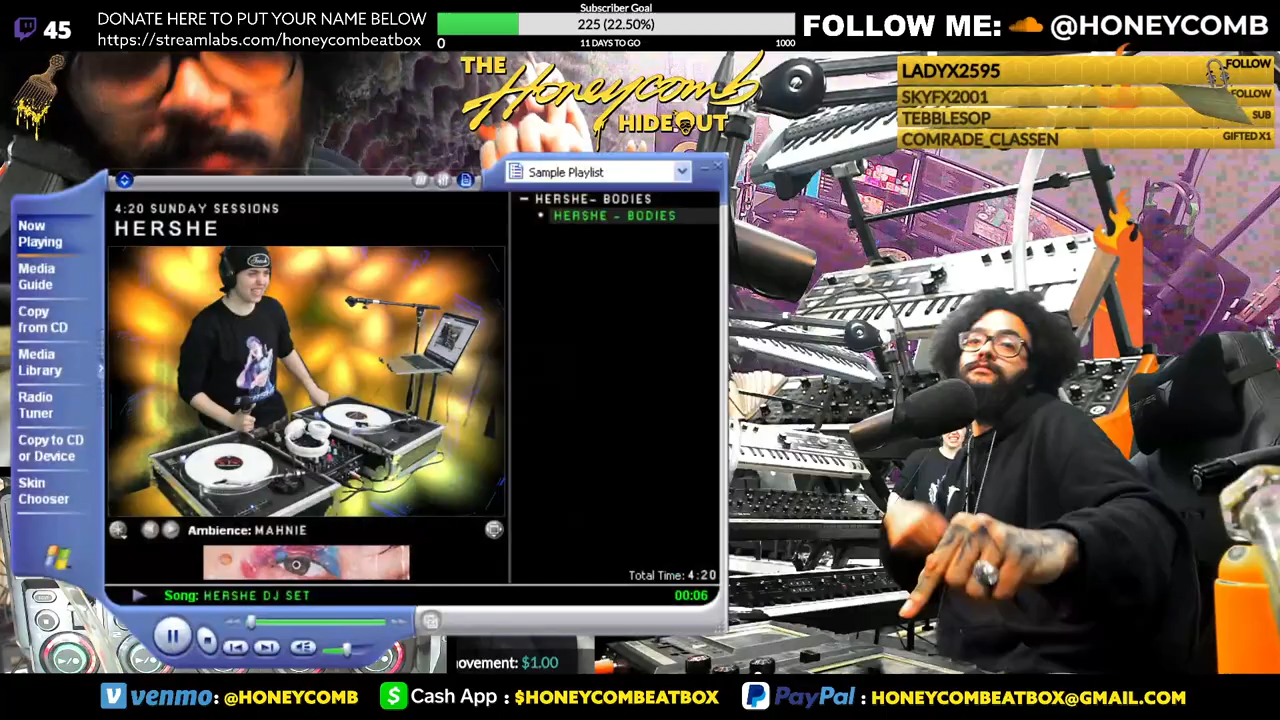 45
DONATE HERE TO PUT YOUR NAME BELOW
https://streamlabs.com/honeycombeatbox
Subscriber Goal
225 (22.50%)
0
11 DAYS TO GO
1000
FOLLOW ME: @HONEYCOMB
THE
Honeycomb
HIDEOUT
LADYX2595
FOLLOW
SKYFX2001
FOLLOW
TEBBLESOP
SUB
COMRADE_CLASSEN
GIFTED X1
Sample Playlist
4:20 SUNDAY SESSIONS
HERSHE
HERSHE- BODIES
HERSHE - BODIES
Now
Playing
Media
Guide
Copy
from CD
Media
Library
Radio
Tuner
Copy to CD
or Device
Skin
Chooser
Ambience: MAHNIE
Total Time: 4:20
Song: HERSHE DJ SET
00:06
ovement: $1.00
venmo: @HONEYCOMB
Cash App : $HONEYCOMBEATBOX
PayPal : HONEYCOMBEATBOX@GMAIL.COM